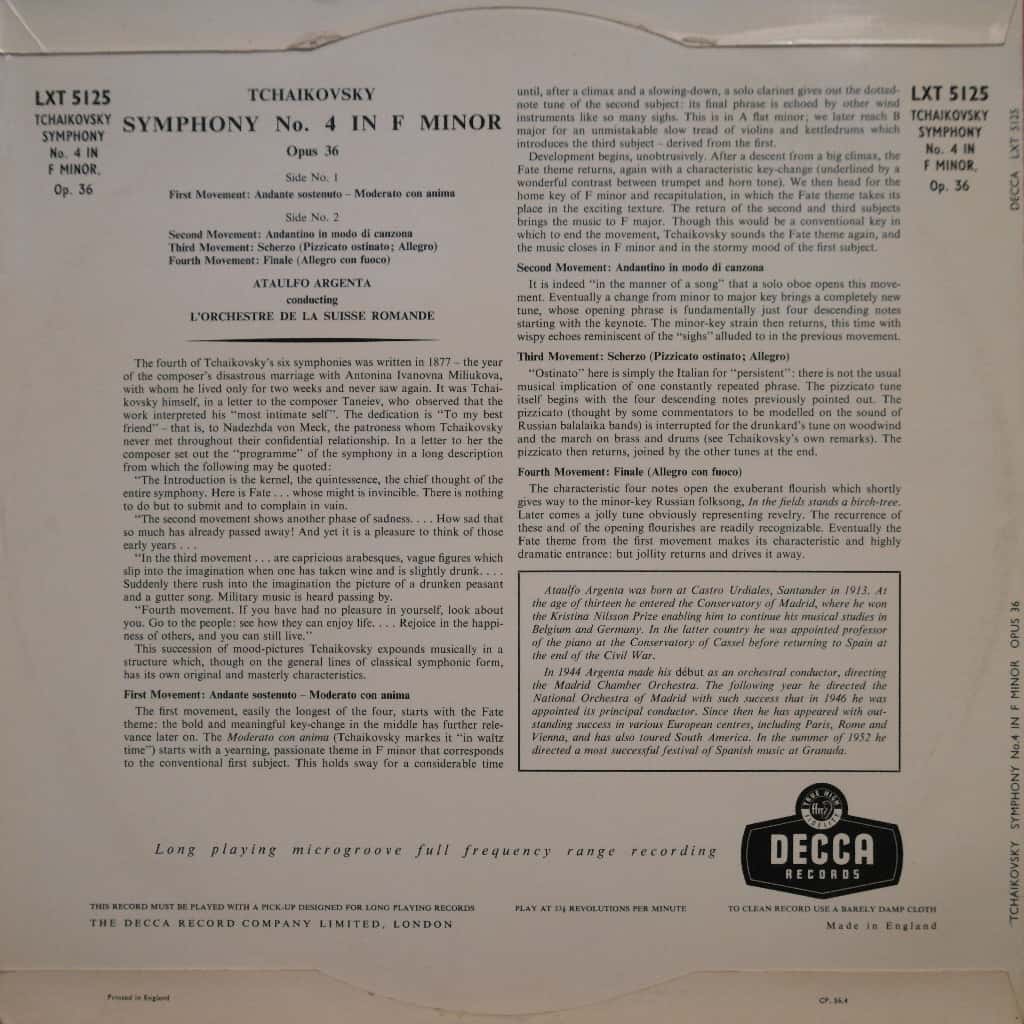 LXT 5125
TCHAIKOVSKY
SYMPHONY
No. 4 IN
F MINOR,
Op. 36
TCHAIKOVSKY
SYMPHONY No. 4 IN F MINOR
Opus 36
Side No. 1
First Movement: Andante sostenuto – Moderato con anima
Side No. 2
Second Movement: Andantino in modo di canzona
Third Movement: Scherzo (Pizzicato ostinato; Allegro)
Fourth Movement: Finale (Allegro con fuoco)
ATAULFO ARGENTA
conducting
L'ORCHESTRE DE LA SUISSE ROMANDE
The fourth of Tchaikovsky's six symphonies was written in 1877 – the year
of the composer's disastrous marriage with Antonina Ivanovna Miliukova,
with whom he lived only for two weeks and never saw again. It was Tchai-
kovsky himself, in a letter to the composer Taneiev, who observed that the
work interpreted his "most intimate self". The dedication is "To my best
friend" – that is, to Nadezhda von Meck, the patroness whom Tchaikovsky
never met throughout their confidential relationship. In a letter to her the
composer set out the "programme" of the symphony in a long description
from which the following may be quoted:
"The Introduction is the kernel, the quintessence, the chief thought of the
entire symphony. Here is Fate . . . whose might is invincible. There is nothing
to do but to submit and to complain in vain.
"The second movement shows another phase of sadness. . . . How sad that
so much has already passed away! And yet it is a pleasure to think of those
early years . . .
"In the third movement . . . are capricious arabesques, vague figures which
slip into the imagination when one has taken wine and is slightly drunk. . . .
Suddenly there rush into the imagination the picture of a drunken peasant
and a gutter song. Military music is heard passing by.
"Fourth movement. If you have had no pleasure in yourself, look about
you. Go to the people: see how they can enjoy life. . . . Rejoice in the happi-
ness of others, and you can still live."
This succession of mood-pictures Tchaikovsky expounds musically in a
structure which, though on the general lines of classical symphonic form,
has its own original and masterly characteristics.
First Movement: Andante sostenuto – Moderato con anima
The first movement, easily the longest of the four, starts with the Fate
theme: the bold and meaningful key-change in the middle has further rele-
vance later on. The Moderato con anima (Tchaikovsky marks it "in waltz
time") starts with a yearning, passionate theme in F minor that corresponds
to the conventional first subject. This holds sway for a considerable time
until, after a climax and a slowing-down, a solo clarinet gives out the dotted-
note tune of the second subject: its final phrase is echoed by other wind
instruments like so many sighs. This is in A flat minor; we later reach B
major for an unmistakable slow tread of violins and kettledrums which
introduces the third subject – derived from the first.
Development begins, unobtrusively. After a descent from a big climax, the
Fate theme returns, again with a characteristic key-change (underlined by a
wonderful contrast between trumpet and horn tone). We then head for the
home key of F minor and recapitulation, in which the Fate theme takes its
place in the exciting texture. The return of the second and third subjects
brings the music to F major. Though this would be a conventional key in
which to end the movement, Tchaikovsky sounds the Fate theme again, and
the music closes in F minor and in the stormy mood of the first subject.
Second Movement: Andantino in modo di canzona
It is indeed "in the manner of a song" that a solo oboe opens this move-
ment. Eventually a change from minor to major key brings a completely new
tune, whose opening phrase is fundamentally just four descending notes
starting with the keynote. The minor-key strain then returns, this time with
wispy echoes reminiscent of the "sighs" alluded to in the previous movement.
Third Movement: Scherzo (Pizzicato ostinato; Allegro)
"Ostinato" here is simply the Italian for "persistent": there is not the usual
musical implication of one constantly repeated phrase. The pizzicato tune
itself begins with the four descending notes previously pointed out. The
pizzicato (thought by some commentators to be modelled on the sound of
Russian balalaika bands) is interrupted for the drunkard's tune on woodwind
and the march on brass and drums (see Tchaikovsky's own remarks). The
pizzicato then returns, joined by the other tunes at the end.
Fourth Movement: Finale (Allegro con fuoco)
The characteristic four notes open the exuberant flourish which shortly
gives way to the minor-key Russian folksong, In the fields stands a birch-tree.
Later comes a jolly tune obviously representing revelry. The recurrence of
these and of the opening flourishes are readily recognizable. Eventually the
Fate theme from the first movement makes its characteristic and highly
dramatic entrance: but jollity returns and drives it away.
Ataulfo Argenta was born at Castro Urdiales, Santander in 1913. At
the age of thirteen he entered the Conservatory of Madrid, where he won
the Kristina Nilsson Prize enabling him to continue his musical studies in
Belgium and Germany. In the latter country he was appointed professor
of the piano at the Conservatory of Cassel before returning to Spain at
the end of the Civil War.
In 1944 Argenta made his début as an orchestral conductor, directing
the Madrid Chamber Orchestra. The following year he directed the
National Orchestra of Madrid with such success that in 1946 he was
appointed its principal conductor. Since then he has appeared with out-
standing success in various European centres, including Paris, Rome and
Vienna, and has also toured South America. In the summer of 1952 he
directed a most successful festival of Spanish music at Granada.
LXT 5125
TCHAIKOVSKY
SYMPHONY
No. 4 IN
F MINOR,
Op. 36
DECCA LXT 5125
TCHAIKOVSKY SYMPHONY No.4 IN F MINOR OPUS 36
Long playing microgroove full frequency range recording
TRUE HIGH
ffrr
FIDELITY
DECCA
RECORDS
THIS RECORD MUST BE PLAYED WITH A PICK-UP DESIGNED FOR LONG PLAYING RECORDS
PLAY AT 33⅓ REVOLUTIONS PER MINUTE
TO CLEAN RECORD USE A BARELY DAMP CLOTH
THE DECCA RECORD COMPANY LIMITED, LONDON
Made in England
Printed in England
CP. 56.4